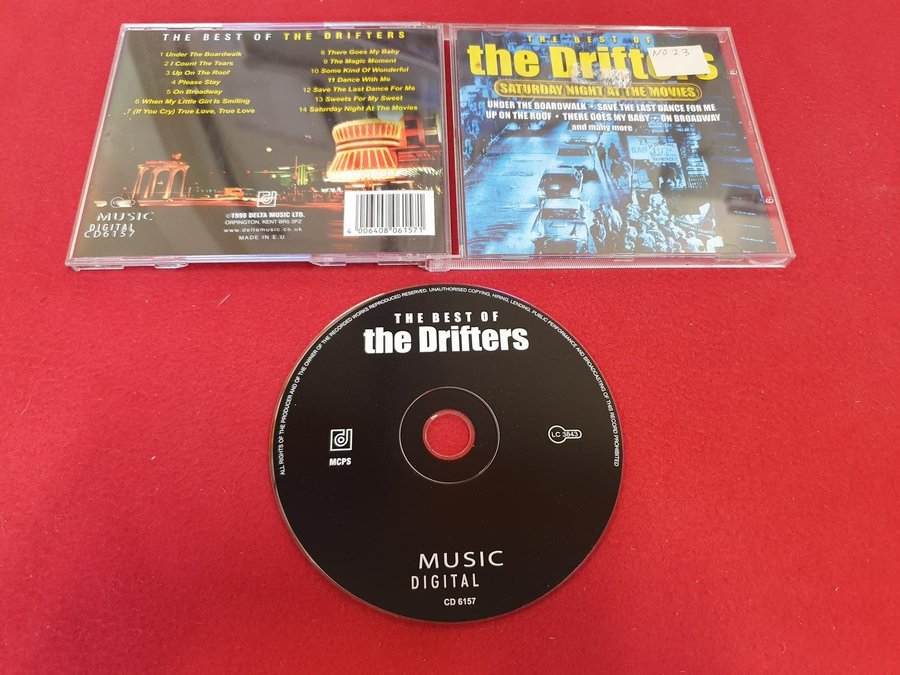 THE BEST OF THE DRIFTERS
1 Under The Boardwalk
2 I Count The Tears
3 Up On The Roof
4 Please Stay
5 On Broadway
6 When My Little Girl Is Smiling
7 (If You Cry) True Love, True Love
8 There Goes My Baby
9 The Magic Moment
10 Some Kind Of Wonderful
11 Dance With Me
12 Save The Last Dance For Me
13 Sweets For My Sweet
14 Saturday Night At The Movies
MUSIC
DIGITAL
CD6157
©1998 DELTA MUSIC LTD.
ORPINGTON, KENT BR5 3PZ
www.deltamusic.co.uk
MADE IN E.U
4 006408 061571
THE BEST OF
the Drifters
NO. 23
SATURDAY NIGHT AT THE MOVIES
UNDER THE BOARDWALK • SAVE THE LAST DANCE FOR ME
UP ON THE ROOF • THERE GOES MY BABY • ON BROADWAY
and many more
THE BEST OF
the Drifters
ALL RIGHTS OF THE PRODUCER AND OF THE OWNER OF THE RECORDED WORKS REPRODUCED RESERVED. UNAUTHORISED COPYING, HIRING, LENDING, PUBLIC PERFORMANCE AND BROADCASTING OF THIS RECORD PROHIBITED
MCPS
LC 3843
MUSIC
DIGITAL
CD 6157